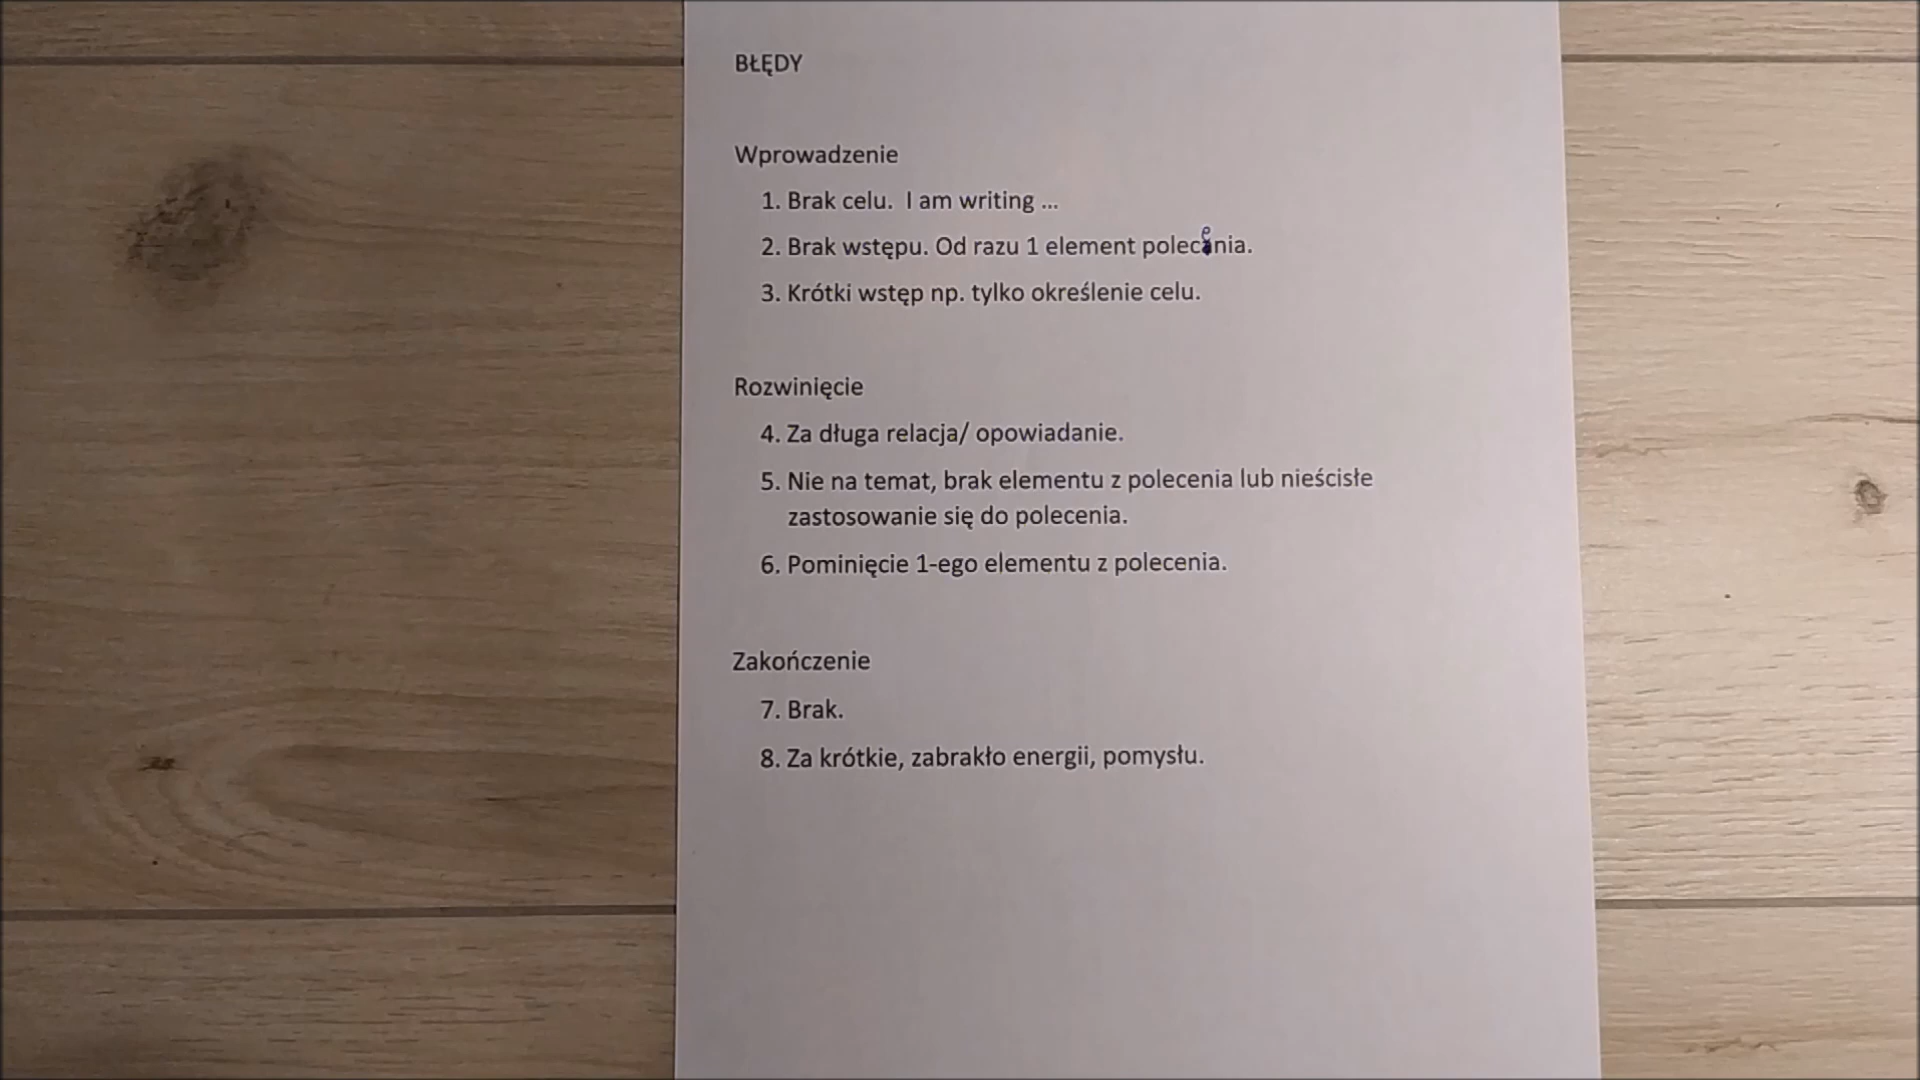 BŁĘDY
Wprowadzenie
1. Brak celu. I am writing ...
2. Brak wstępu. Od razu 1 element polecenia.
3. Krótki wstęp np. tylko określenie celu.
Rozwinięcie
4. Za długa relacja/ opowiadanie.
5. Nie na temat, brak elementu z polecenia lub nieścisłe
zastosowanie się do polecenia.
6. Pominięcie 1-ego elementu z polecenia.
Zakończenie
7. Brak.
8. Za krótkie, zabrakło energii, pomysłu.